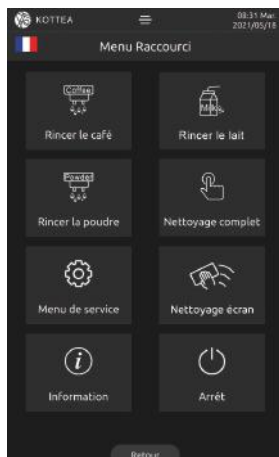 KOTTEA
08:31 Mar.
2021/05/18
Menu Raccourci
Coffee
Milk
Rincer le café
Rincer le lait
Powder
Rincer la poudre
Nettoyage complet
Menu de service
Nettoyage écran
Information
Arrêt
Retour